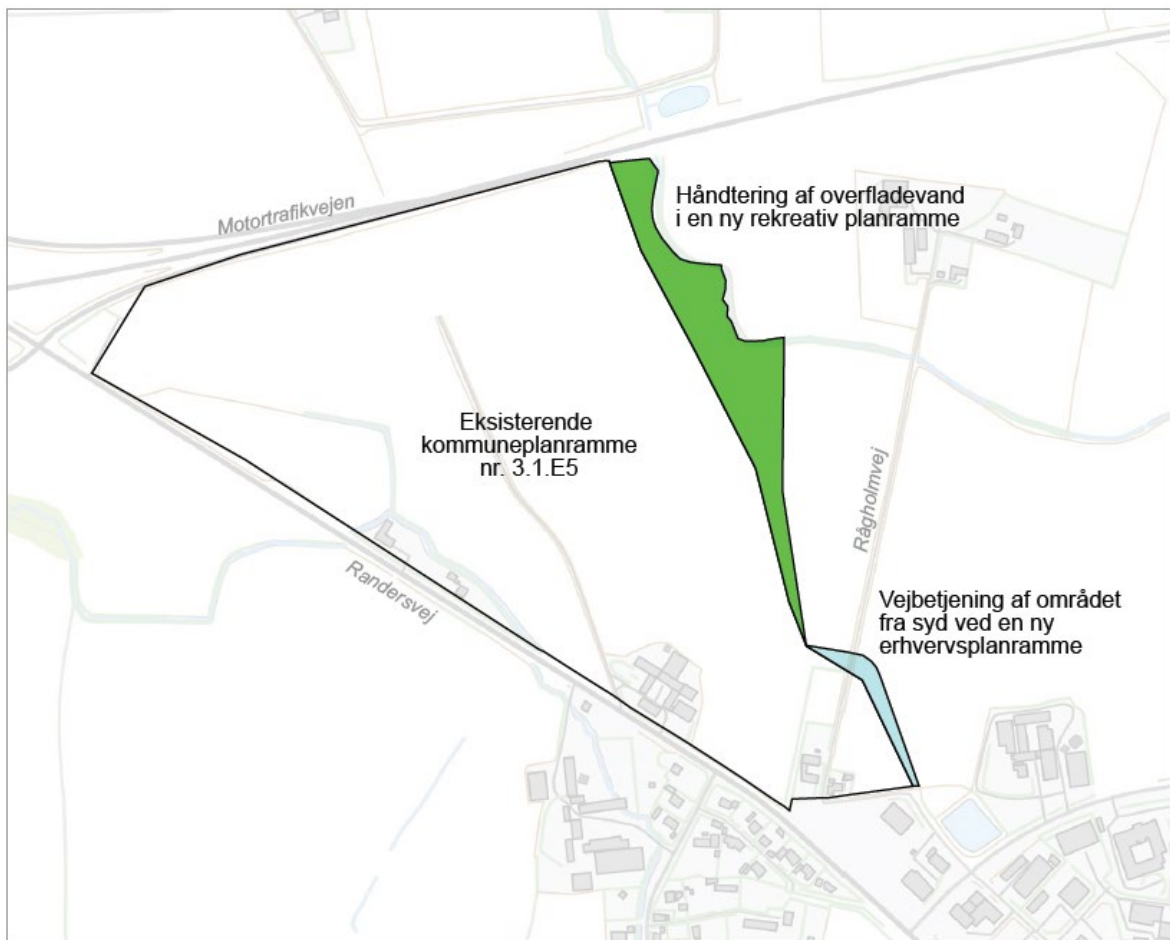 Håndtering af overfladevand
i en ny rekreativ planramme
Motortrafikvejen
Eksisterende
kommuneplanramme
nr. 3.1.E5
Rågholmvej
Randersvej
Vejbetjening af området
fra syd ved en ny
erhvervsplanramme